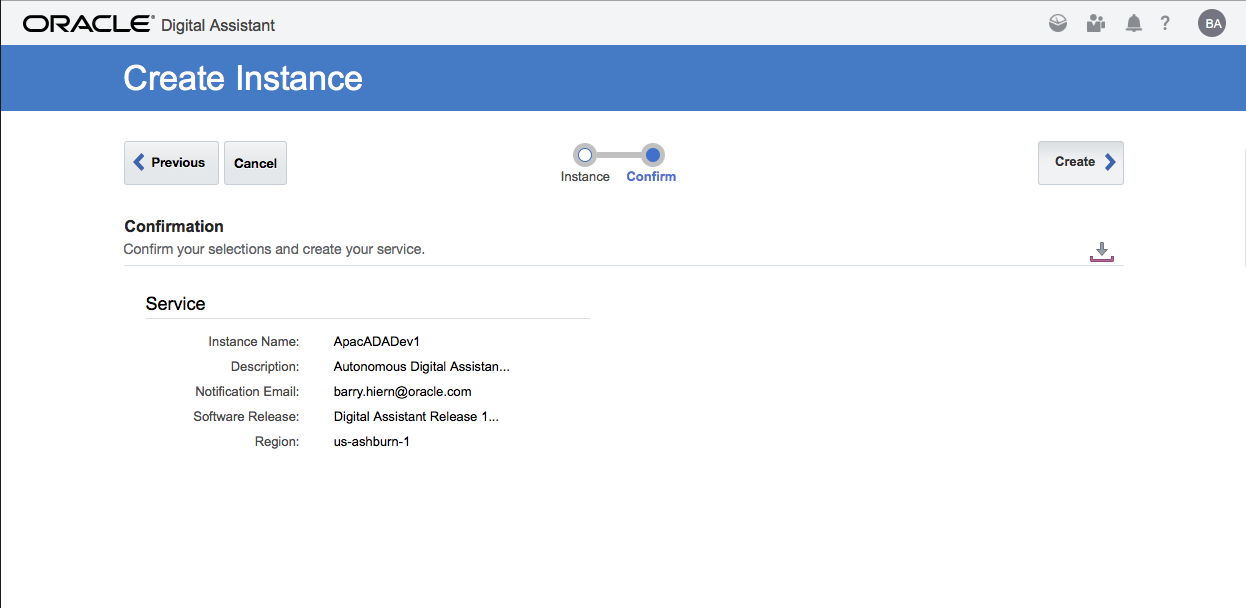 ORACLE® Digital Assistant
BA
Create Instance
Previous
Cancel
Instance
Confirm
Create
Confirmation
Confirm your selections and create your service.
Service
Instance Name: ApacADADev1
Description: Autonomous Digital Assistan...
Notification Email: barry.hiern@oracle.com
Software Release: Digital Assistant Release 1...
Region: us-ashburn-1